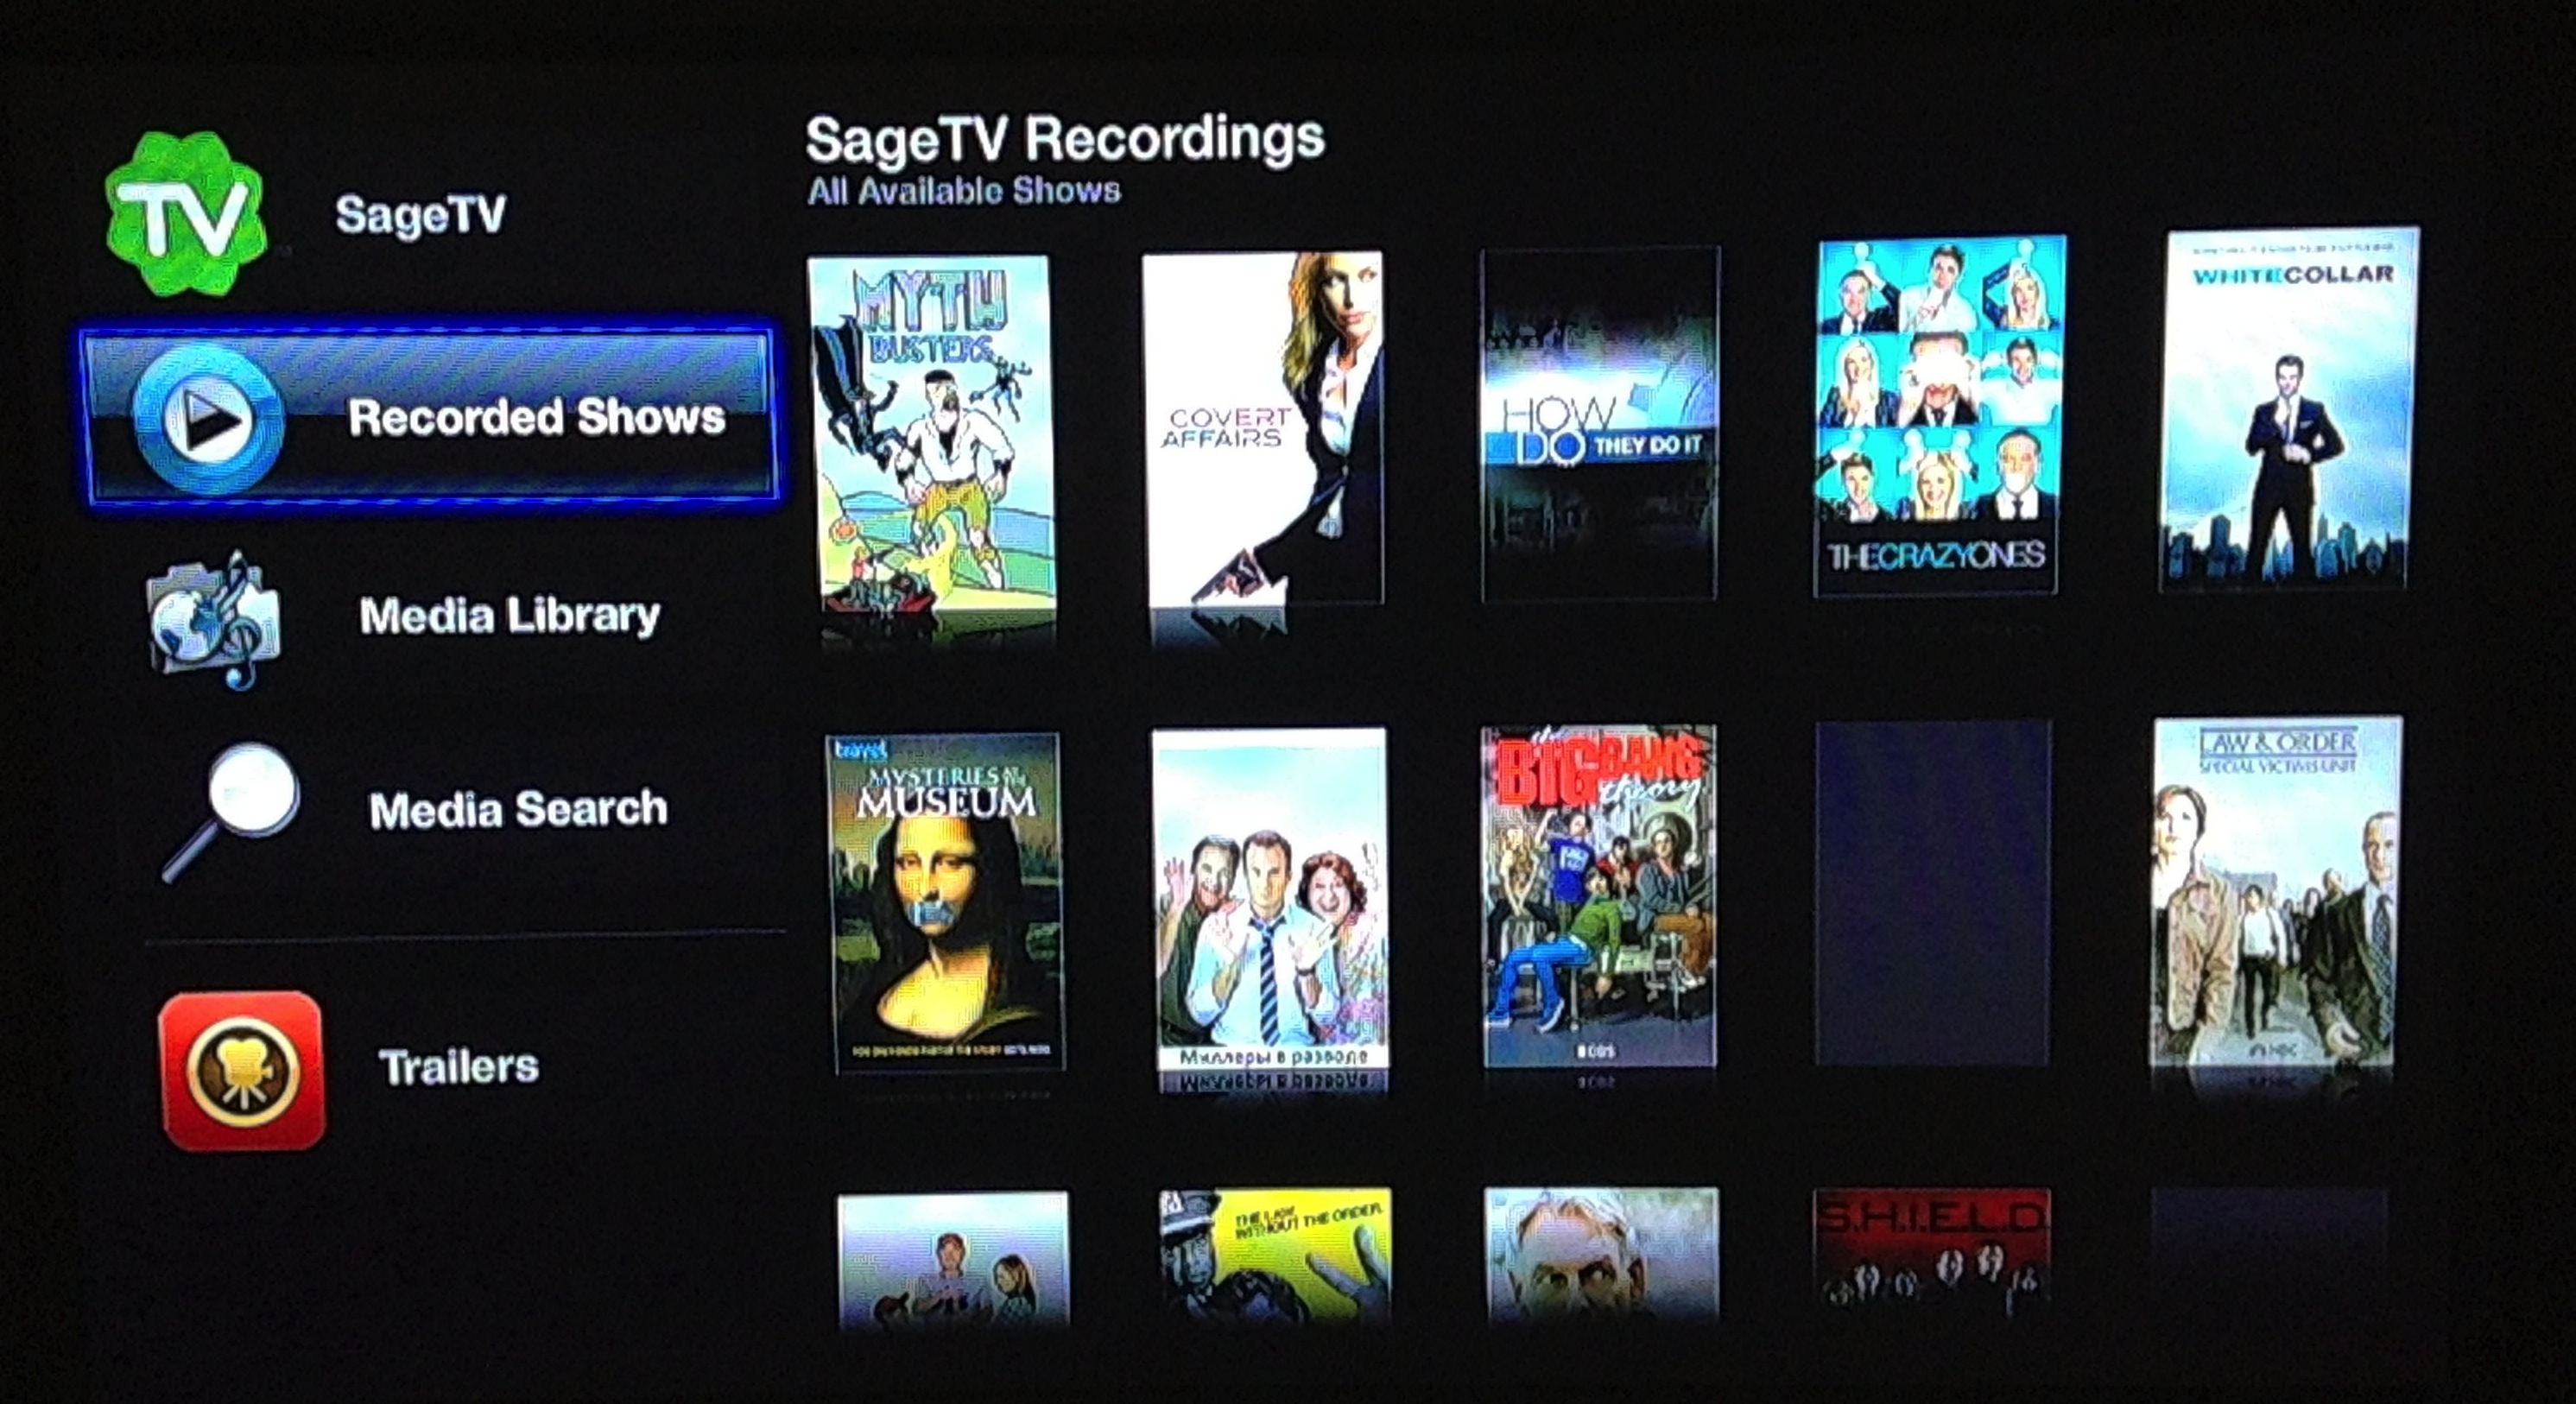 TV
SageTV
Recorded Shows
Media Library
Media Search
Trailers
SageTV Recordings
All Available Shows
MYTH
BUSTERS
COVERT
AFFAIRS
HOW
DO THEY DO IT
THECRAZYONES
WHITECOLLAR
travel
MYSTERIES AT THE
MUSEUM
Миллеры в разводе
the
BIG BANG
theory
CBS
LAW & ORDER
SPECIAL VICTIMS UNIT
NBC
THE LAW
WITHOUT THE ORDER.
S.H.I.E.L.D.